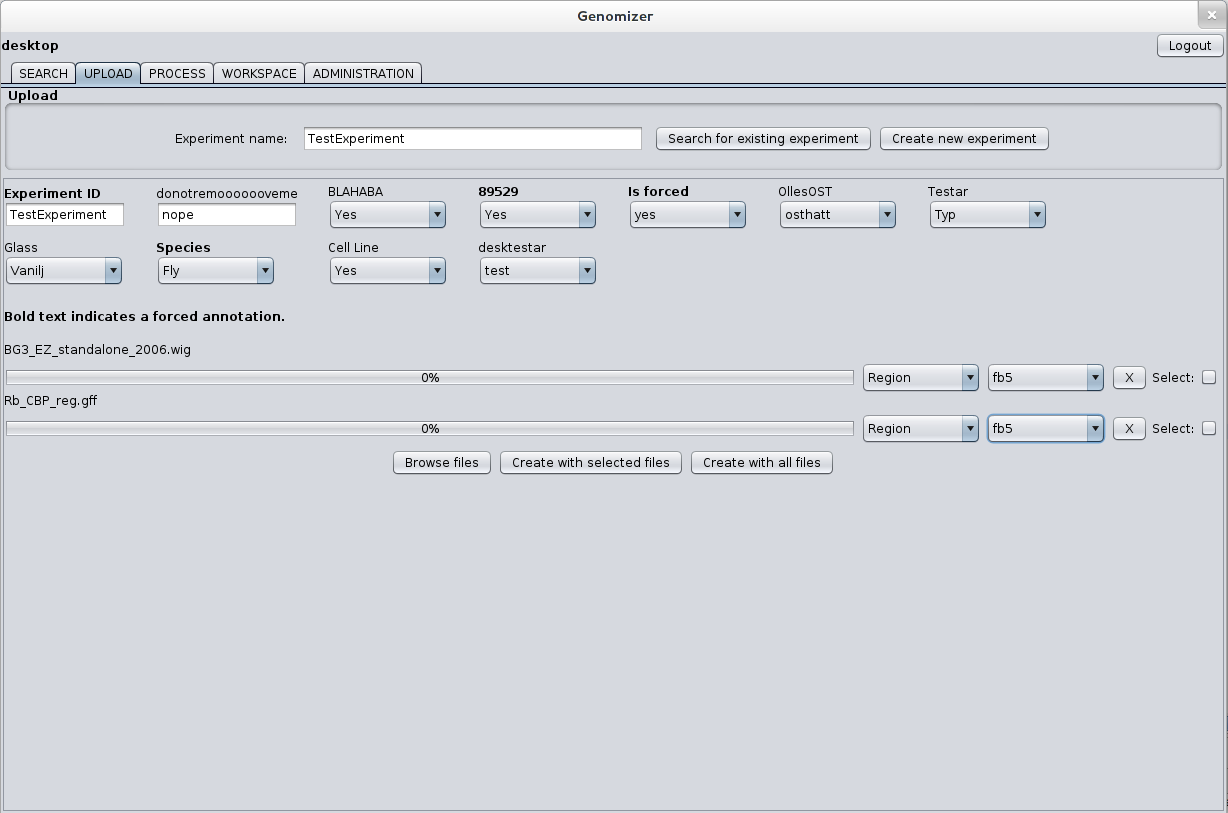 Genomizer
desktop
Logout
SEARCH UPLOAD PROCESS WORKSPACE ADMINISTRATION
Upload
Experiment name: TestExperiment Search for existing experiment Create new experiment
Experiment ID donotremooooooveme BLAHABA 89529 Is forced OllesOST Testar
TestExperiment nope Yes Yes yes osthatt Typ
Glass Species Cell Line desktestar
Vanilj Fly Yes test
Bold text indicates a forced annotation.
BG3_EZ_standalone_2006.wig
0% Region fb5 X Select:
Rb_CBP_reg.gff
0% Region fb5 X Select:
Browse files Create with selected files Create with all files